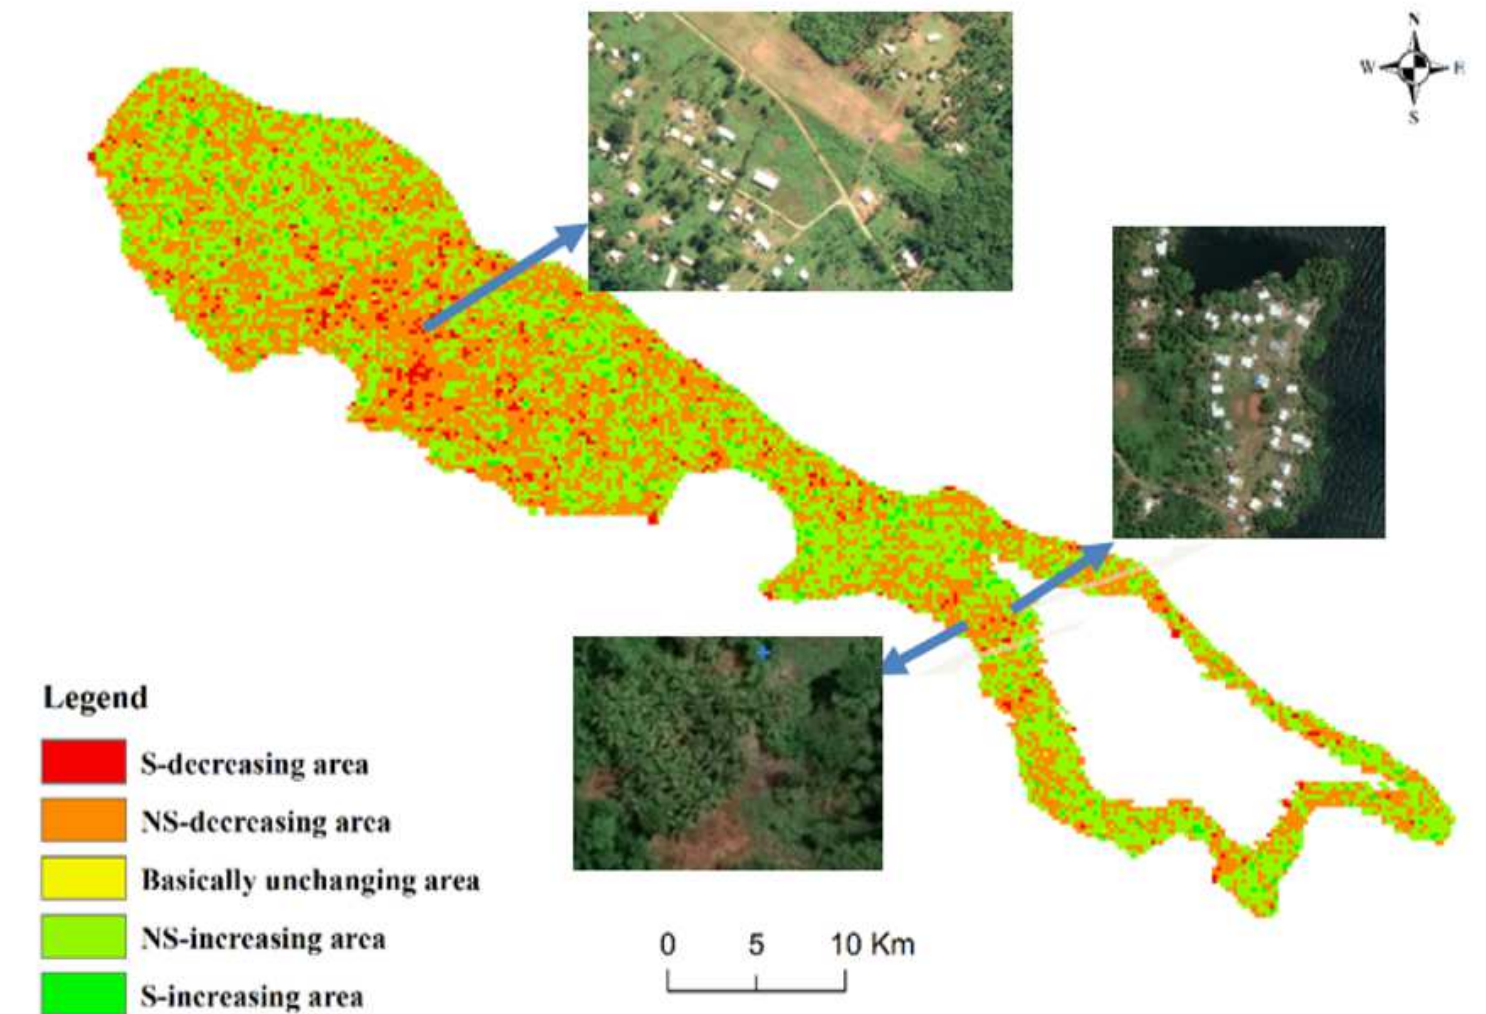 N
W E
S
Legend
S-decreasing area
NS-decreasing area
Basically unchanging area
NS-increasing area
S-increasing area
0 5 10 Km